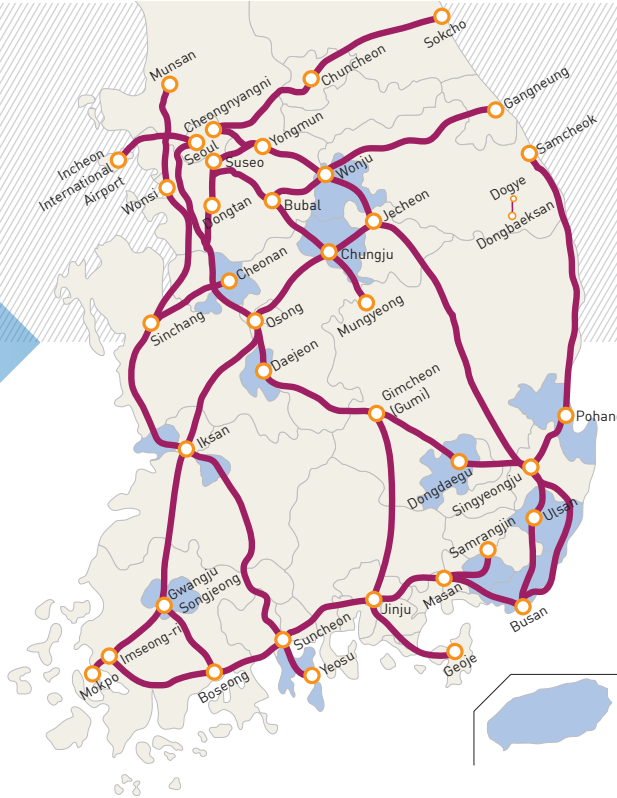 Sokcho
Munsan
Chuncheon
Gangneung
Cheongnyangni
Yongmun
Samcheok
Seoul
Suseo
Incheon
International
Airport
Wonju
Wonsi
Dongtan
Bubal
Jecheon
Dogye
Dongbaeksan
Cheonan
Chungju
Mungyeong
Sinchang
Osong
Daejeon
Gimcheon
(Gumi)
Pohan
Iksan
Dongdaegu
Singyeongju
Ulsan
Samrangjin
Gwangju
Songjeong
Masan
Jinju
Busan
Imseong-ri
Suncheon
Mokpo
Boseong
Yeosu
Geoje